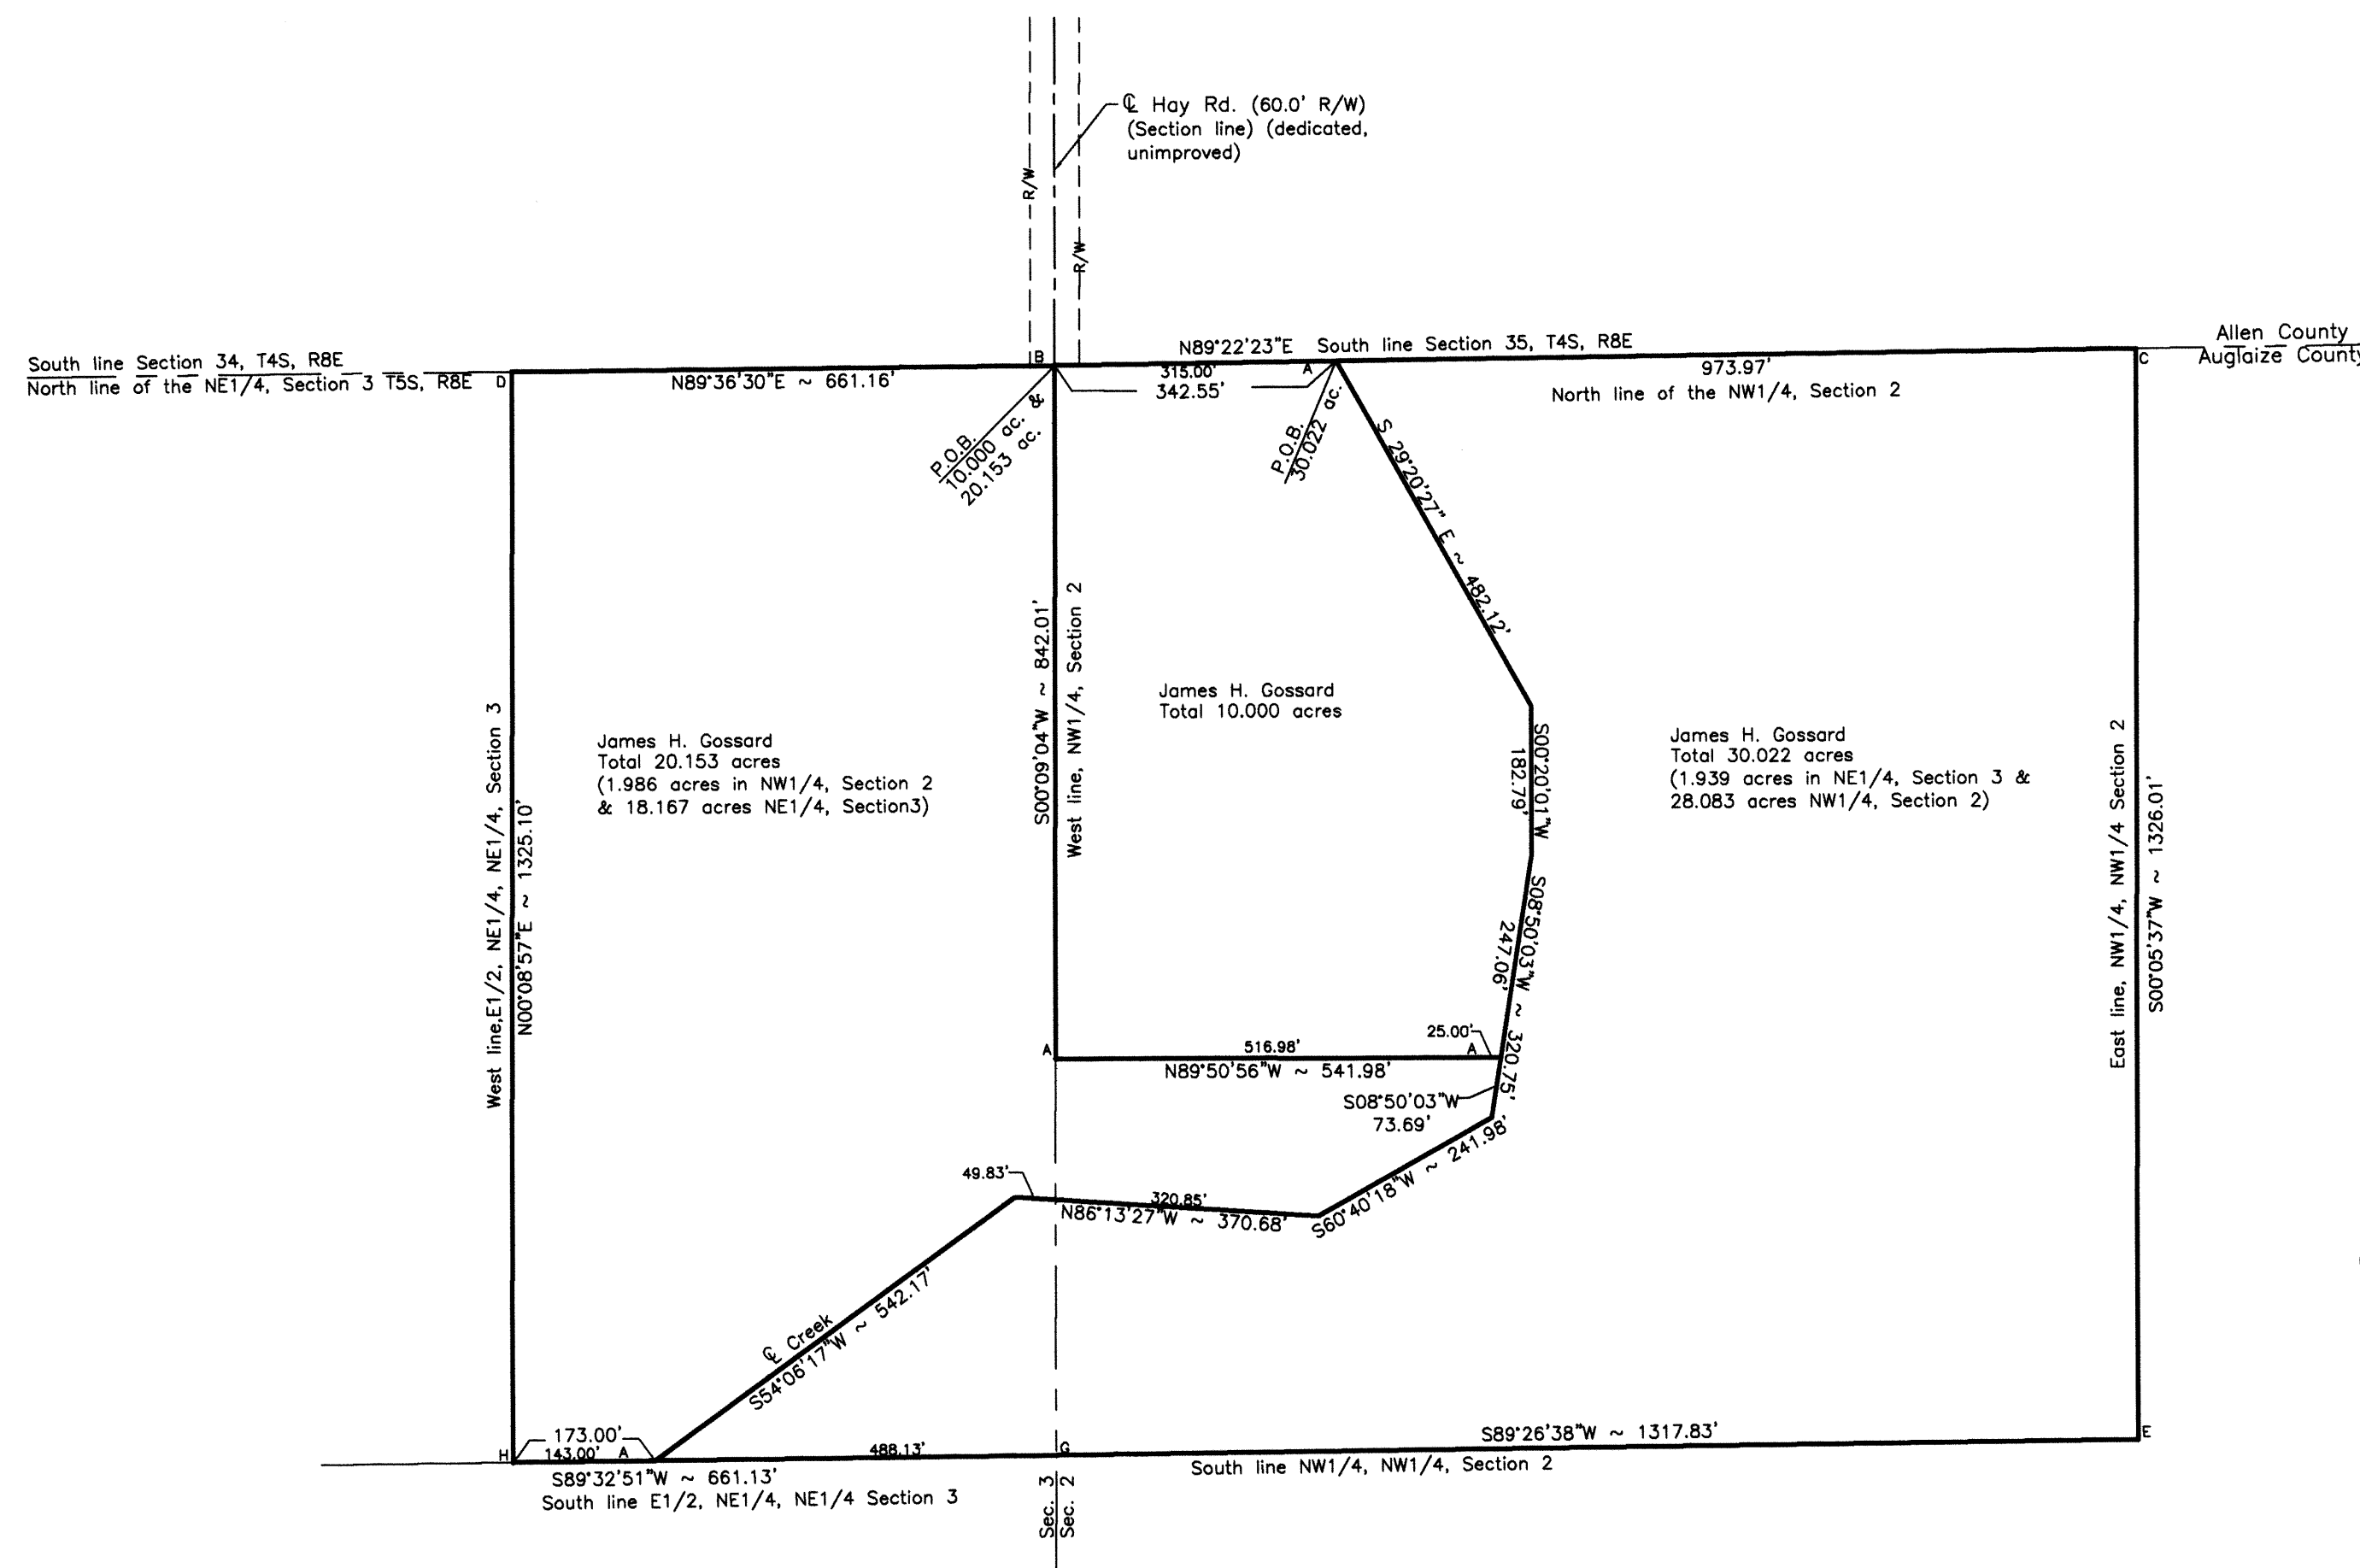 ℄ Hay Rd. (60.0' R/W)
(Section line) (dedicated,
unimproved)
R/W
R/W
South line Section 34, T4S, R8E
North line of the NE1/4, Section 3 T5S, R8E
D
N89°36'30"E ~ 661.16'
B
N89°22'23"E South line Section 35, T4S, R8E
315.00'
A
342.55'
973.97'
North line of the NW1/4, Section 2
C
Allen County
Auglaize County
P.O.B.
10.000 ac. &
20.153 ac.
P.O.B.
30.022 ac.
S 29°20'27" E ~ 482.12'
S00°09'04"W ~ 842.01'
West line, NW1/4, Section 2
James H. Gossard
Total 10.000 acres
West line,E1/2, NE1/4, NE1/4, Section 3
N00°08'57"E ~ 1325.10'
James H. Gossard
Total 20.153 acres
(1.986 acres in NW1/4, Section 2
& 18.167 acres NE1/4, Section3)
S00°20'01"W
182.79'
James H. Gossard
Total 30.022 acres
(1.939 acres in NE1/4, Section 3 &
28.083 acres NW1/4, Section 2)
East line, NW1/4, NW1/4 Section 2
S00°05'37"W ~ 1326.01'
S08°50'03"W ~ 320.75'
247.06'
A
516.98'
A
25.00'
N89°50'56"W ~ 541.98'
S08°50'03"W
73.69'
49.83'
320.85'
N86°13'27"W ~ 370.68'
S60°40'18"W ~ 241.98'
℄ Creek
S54°06'17"W ~ 542.17'
173.00'
H
143.00'
A
488.13'
G
S89°26'38"W ~ 1317.83'
E
S89°32'51"W ~ 661.13'
South line E1/2, NE1/4, NE1/4 Section 3
South line NW1/4, NW1/4, Section 2
Sec. 3
Sec. 2